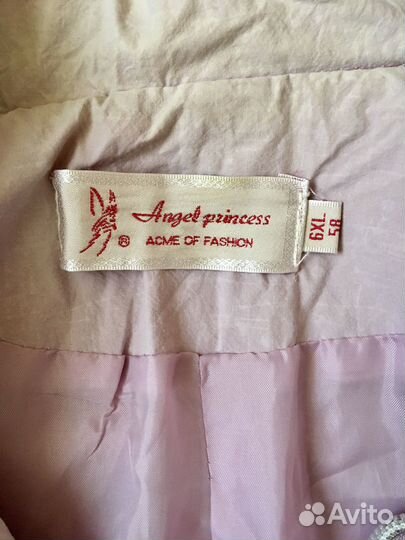 Angel princess
®
ACME OF FASHION
6XL
58
Avito